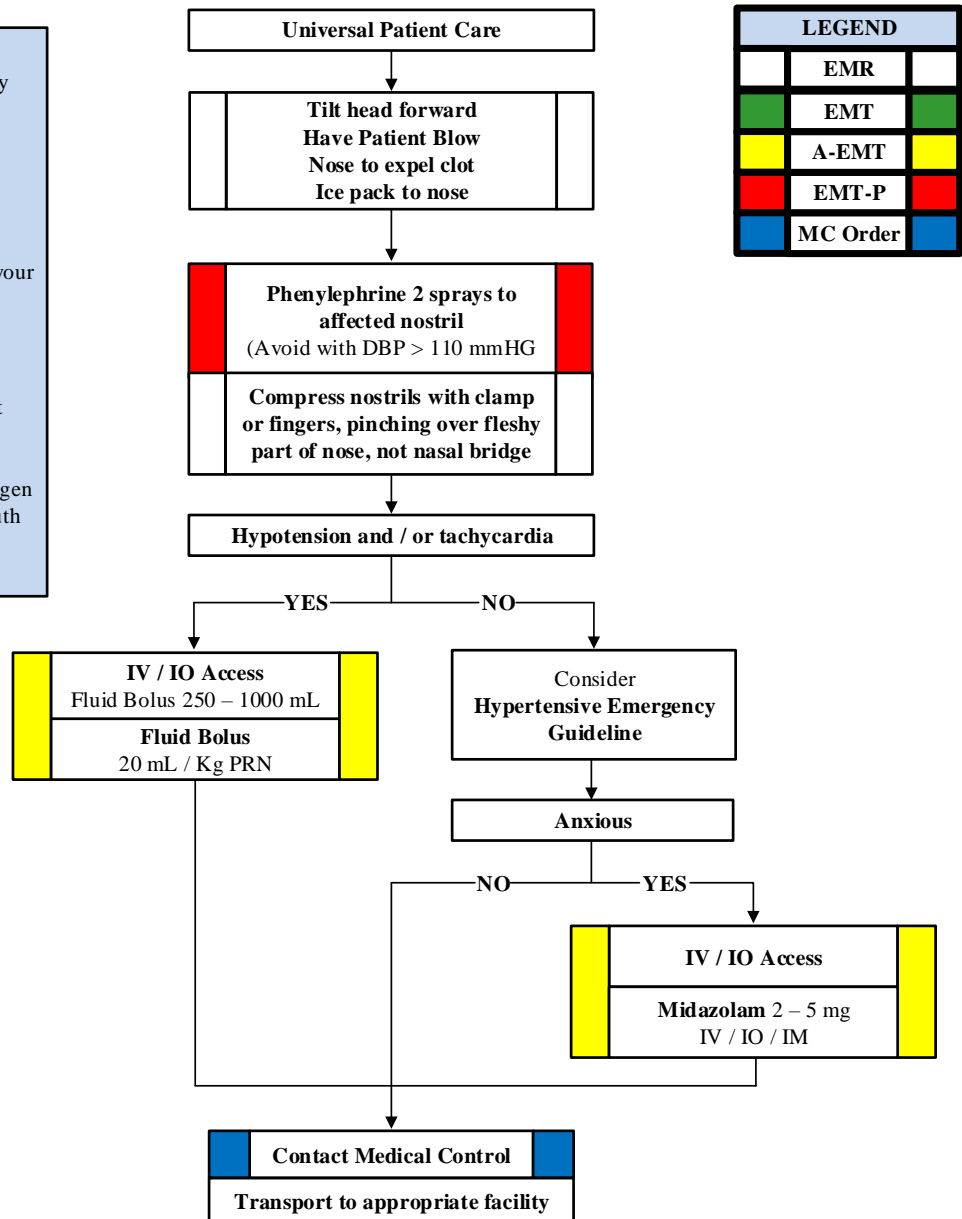 y
your
t
gen
uth
Universal Patient Care
Tilt head forward
Have Patient Blow
Nose to expel clot
Ice pack to nose
Phenylephrine 2 sprays to
affected nostril
(Avoid with DBP > 110 mmHG
Compress nostrils with clamp
or fingers, pinching over fleshy
part of nose, not nasal bridge
Hypotension and / or tachycardia
YES
NO
IV / IO Access
Fluid Bolus 250 – 1000 mL
Fluid Bolus
20 mL / Kg PRN
Consider
Hypertensive Emergency
Guideline
Anxious
NO
YES
IV / IO Access
Midazolam 2 – 5 mg
IV / IO / IM
Contact Medical Control
Transport to appropriate facility
LEGEND
EMR
EMT
A-EMT
EMT-P
MC Order